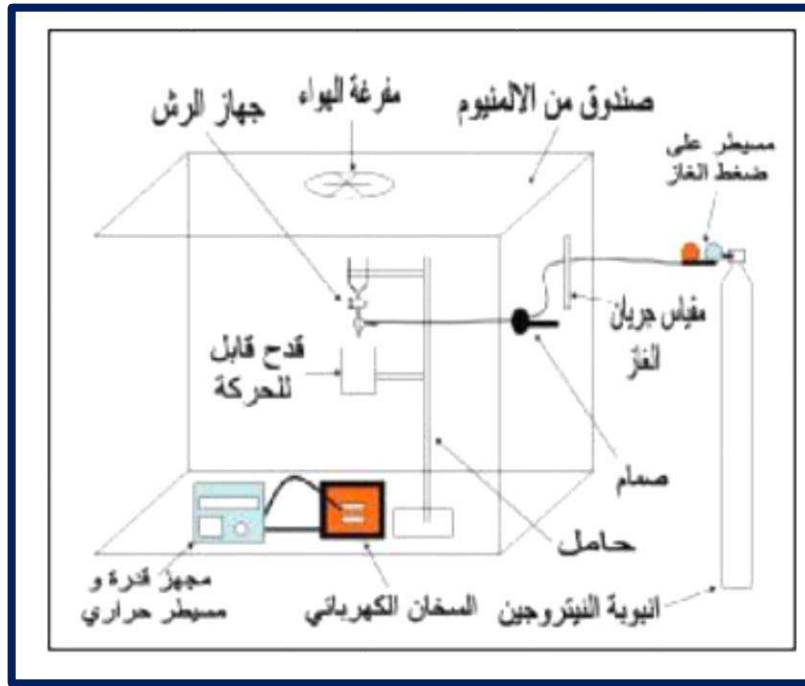 مفرغة الهواء
جهاز الرش
صندوق من الالمنيوم
مسيطر على
ضغط الغاز
مقياس جريان
الغاز
قدح قابل
للحركة
صمام
حامل
مجهز قدرة و
مسيطر حراري
السخان الكهربائي
انبوبة النيتروجين